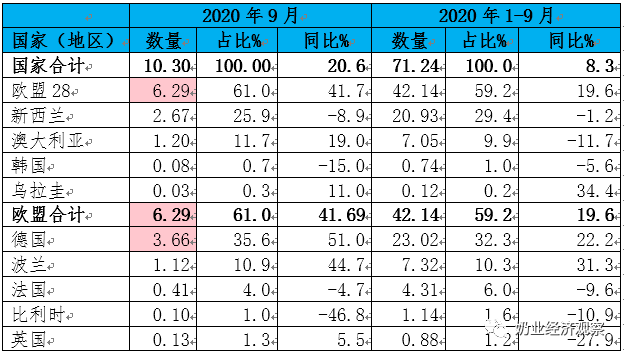 2020 年 9 月 2020 年 1-9 月
国家（地区） 数量 占比% 同比% 数量 占比% 同比%
国家合计 10.30 100.00 20.6 71.24 100.0 8.3
欧盟 28 6.29 61.0 41.7 42.14 59.2 19.6
新西兰 2.67 25.9 -8.9 20.93 29.4 -1.2
澳大利亚 1.20 11.7 19.0 7.05 9.9 -11.7
韩国 0.08 0.7 -15.0 0.74 1.0 -5.6
乌拉圭 0.03 0.3 11.0 0.12 0.2 34.4
欧盟合计 6.29 61.0 41.69 42.14 59.2 19.6
德国 3.66 35.6 51.0 23.02 32.3 22.2
波兰 1.12 10.9 44.7 7.32 10.3 31.3
法国 0.41 4.0 -4.7 4.31 6.0 -9.6
比利时 0.10 1.0 -46.8 1.14 1.6 -10.9
英国 0.13 1.3 5.5 0.88 1.2 -27.9
奶业经济观察